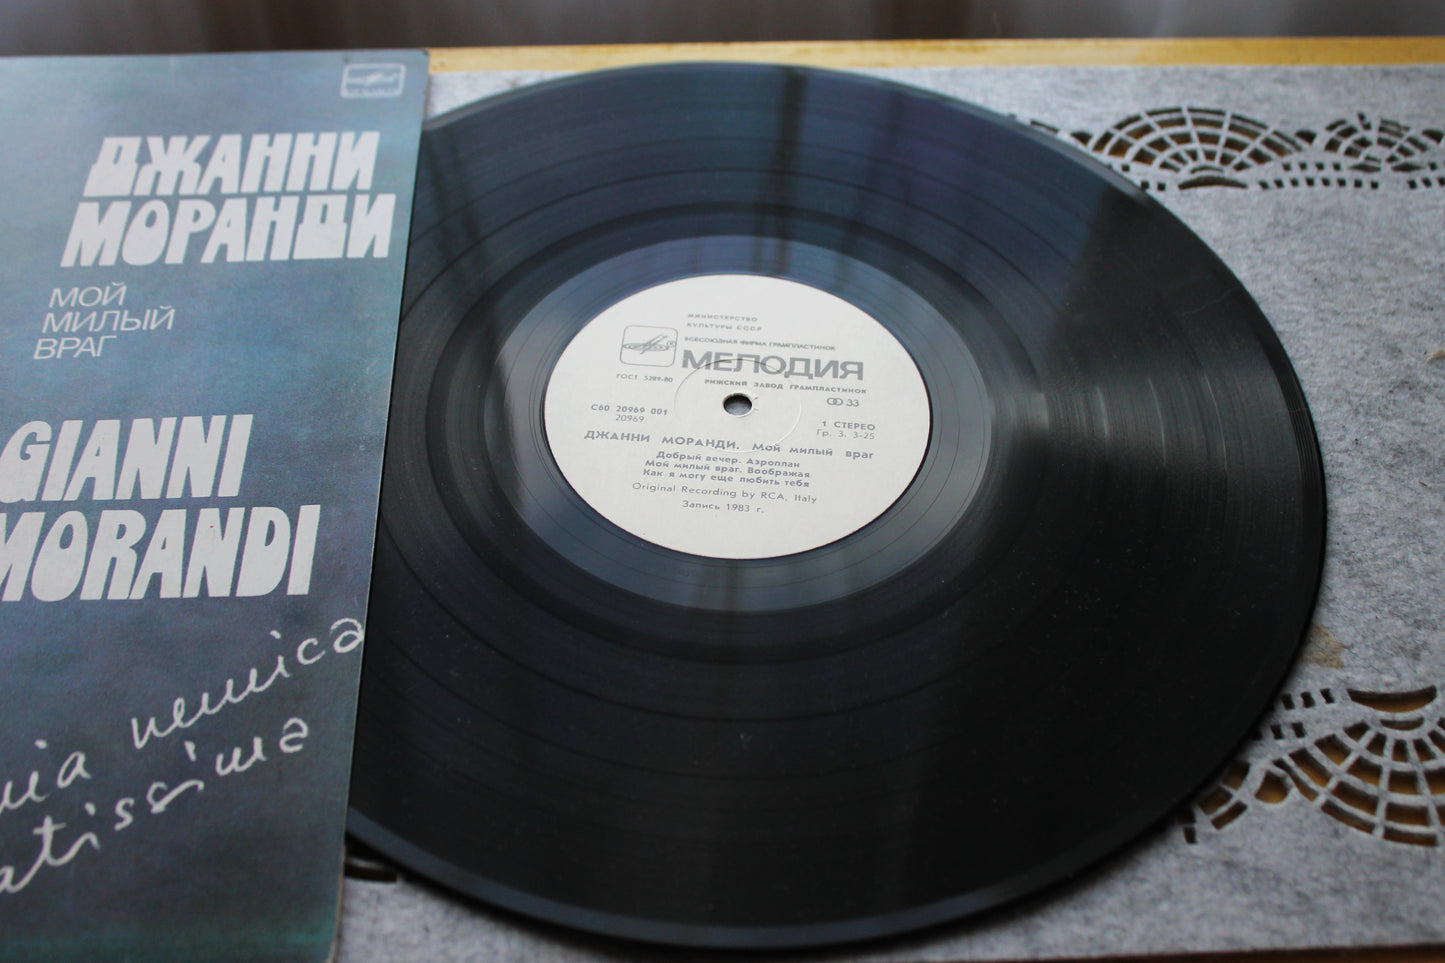 ДЖАННИ
МОРАНДИ
МОЙ
МИЛЫЙ
ВРАГ
GIANNI
MORANDI
mia nemica
МИНИСТЕРСТВО
КУЛЬТУРЫ СССР
ВСЕСОЮЗНАЯ ФИРМА ГРАМПЛАСТИНОК
МЕЛОДИЯ
ГОСТ 5289-80
РИЖСКИЙ ЗАВОД ГРАМПЛАСТИНОК
33
С60 20969 001
20969
1 СТЕРЕО
Гр. 3. 3-25
ДЖАННИ МОРАНДИ. Мой милый враг
Добрый вечер. Аэроплан
Мой милый враг. Воображая
Как я могу еще любить тебя
Original Recording by RCA, Italy
Запись 1983 г.